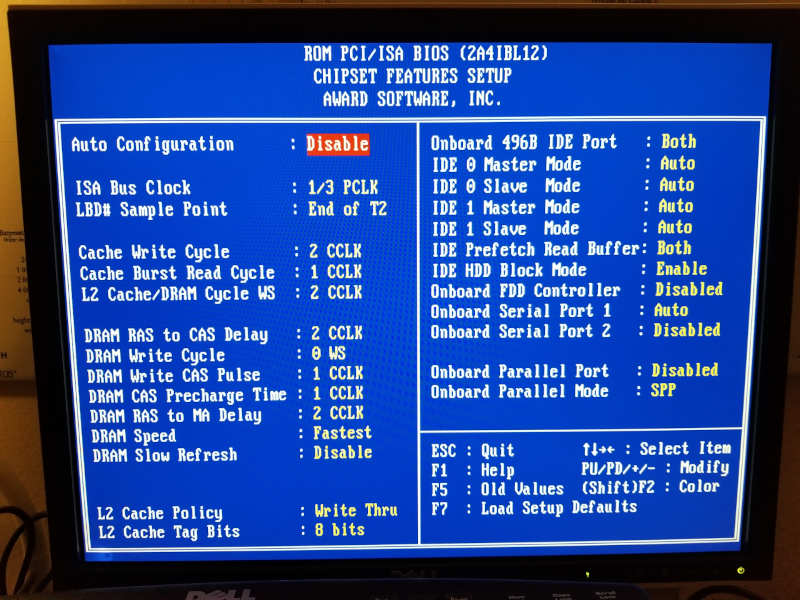 ROM PCI/ISA BIOS (2A4IBL12)
CHIPSET FEATURES SETUP
AWARD SOFTWARE, INC.
Auto Configuration : Disable
ISA Bus Clock : 1/3 PCLK
LBD# Sample Point : End of T2
Cache Write Cycle : 2 CCLK
Cache Burst Read Cycle : 1 CCLK
L2 Cache/DRAM Cycle WS : 2 CCLK
DRAM RAS to CAS Delay : 2 CCLK
DRAM Write Cycle : 0 WS
DRAM Write CAS Pulse : 1 CCLK
DRAM CAS Precharge Time : 1 CCLK
DRAM RAS to MA Delay : 2 CCLK
DRAM Speed : Fastest
DRAM Slow Refresh : Disable
L2 Cache Policy : Write Thru
L2 Cache Tag Bits : 8 bits
Onboard 496B IDE Port : Both
IDE 0 Master Mode : Auto
IDE 0 Slave Mode : Auto
IDE 1 Master Mode : Auto
IDE 1 Slave Mode : Auto
IDE Prefetch Read Buffer: Both
IDE HDD Block Mode : Enable
Onboard FDD Controller : Disabled
Onboard Serial Port 1 : Auto
Onboard Serial Port 2 : Disabled
Onboard Parallel Port : Disabled
Onboard Parallel Mode : SPP
ESC : Quit ↑↓→← : Select Item
F1 : Help PU/PD/+/- : Modify
F5 : Old Values (Shift)F2 : Color
F7 : Load Setup Defaults
DELL
DELL